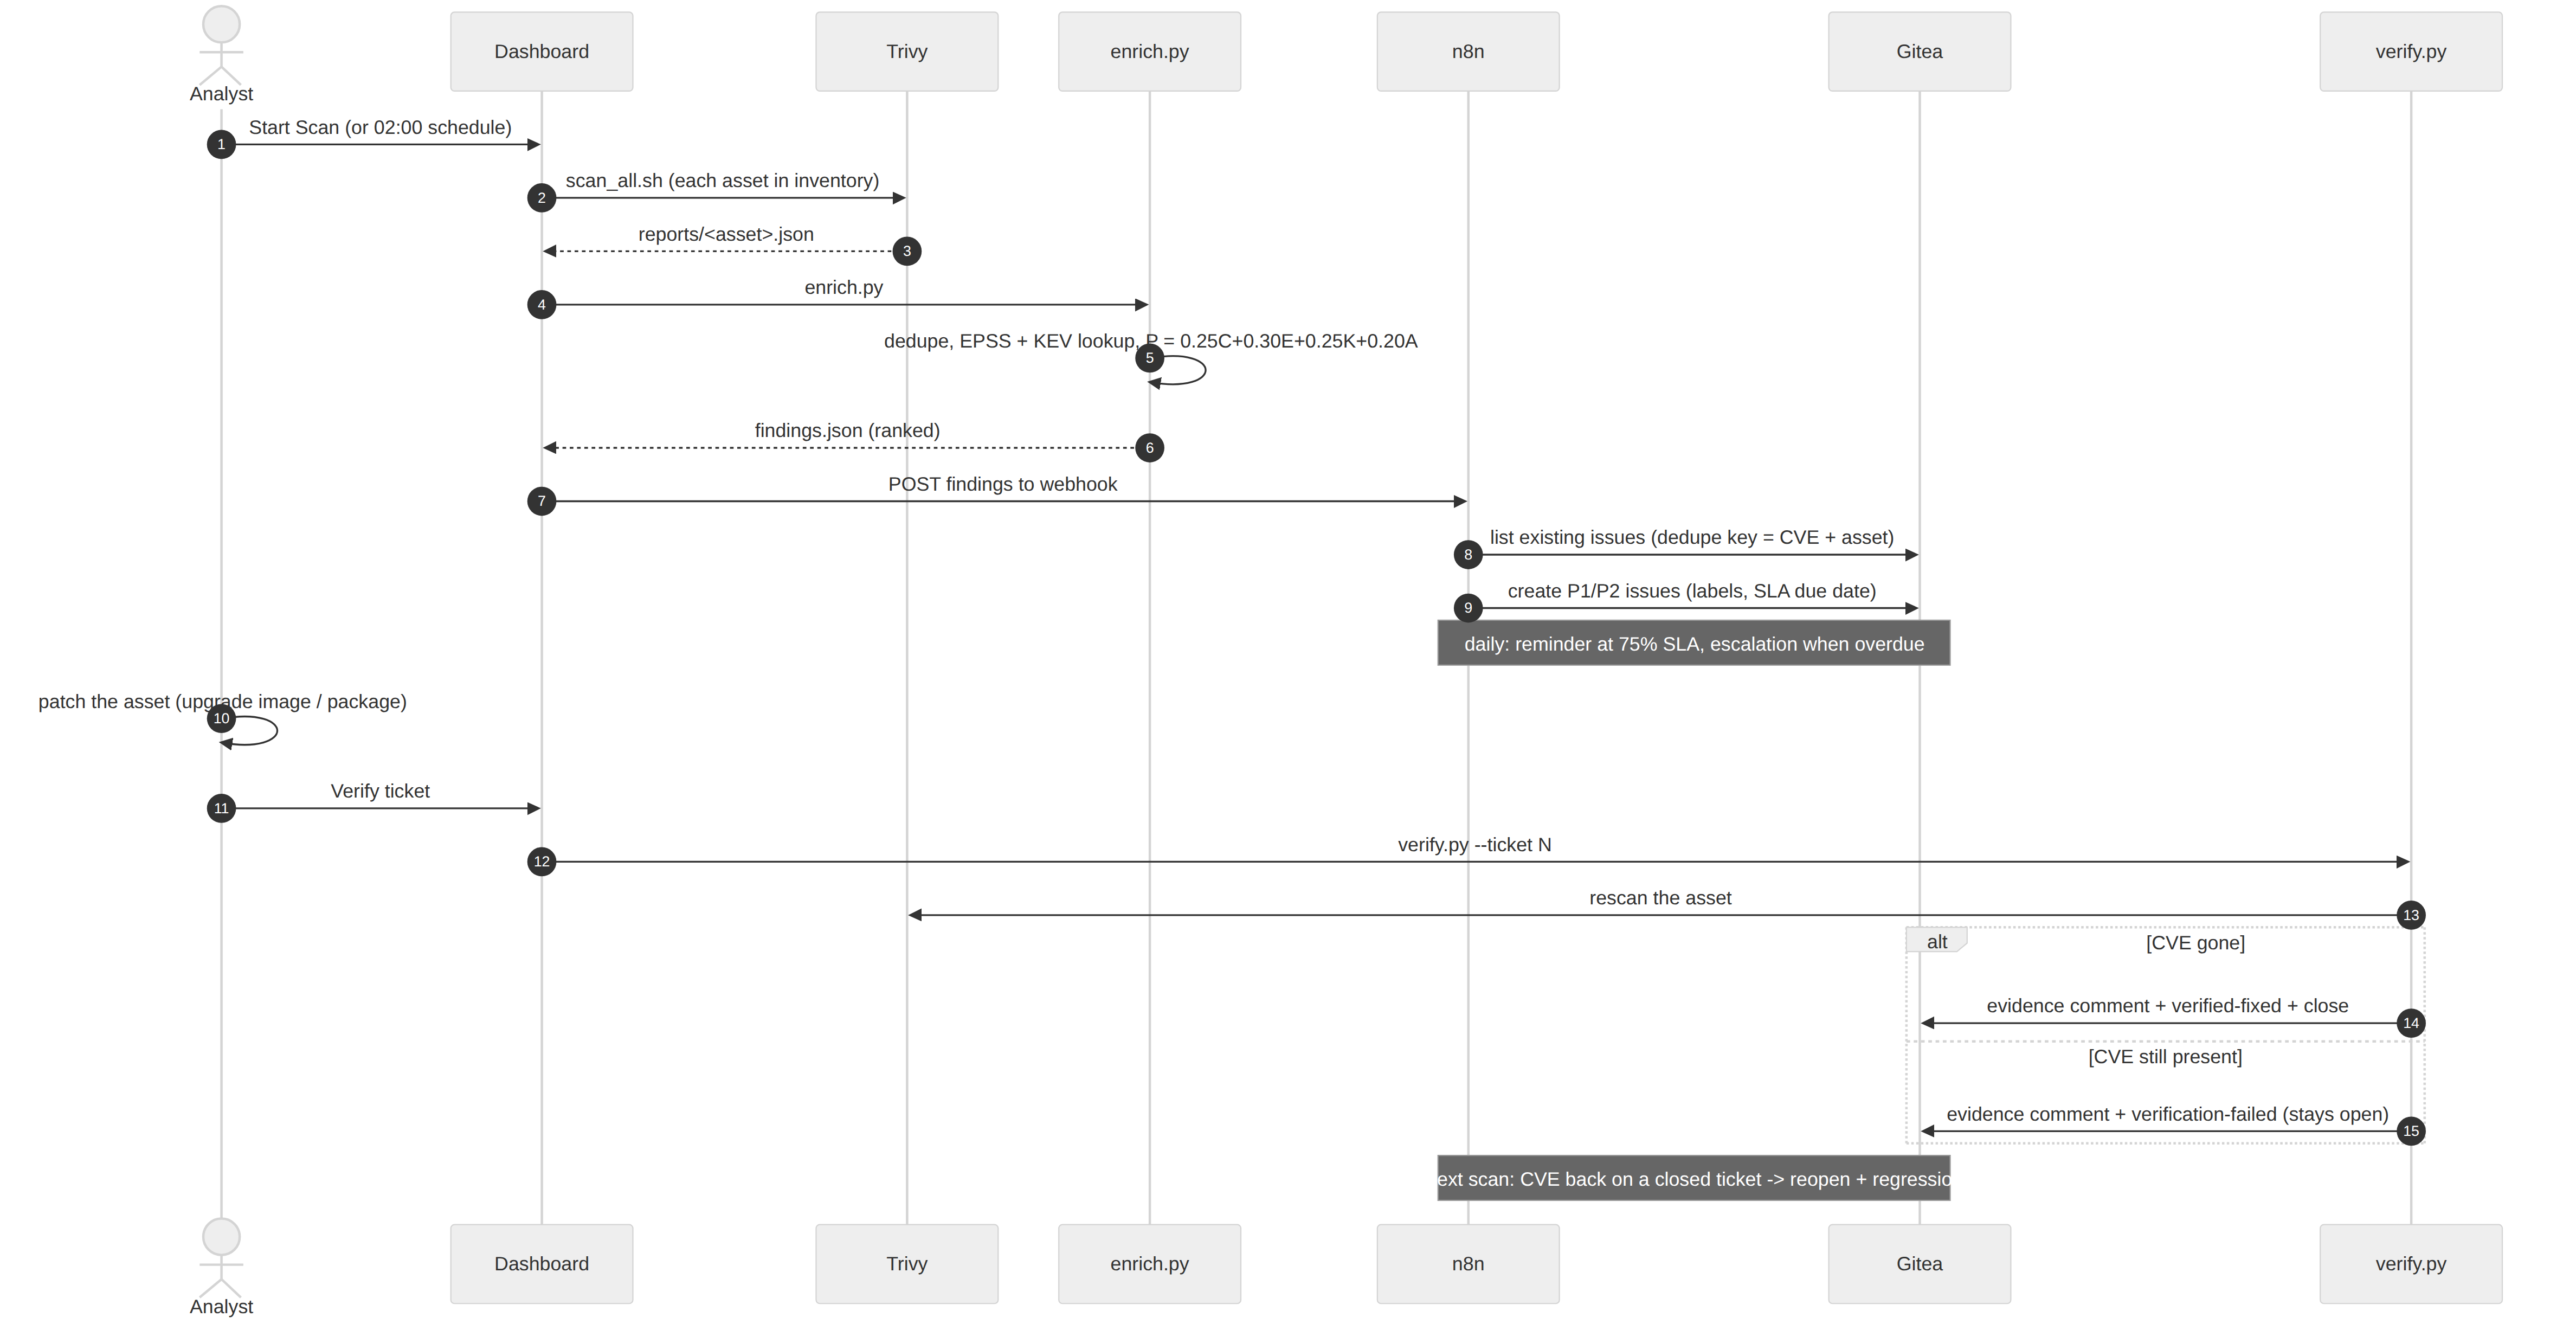 Analyst
Dashboard
Trivy
enrich.py
n8n
Gitea
verify.py
Start Scan (or 02:00 schedule)
1
scan_all.sh (each asset in inventory)
2
reports/<asset>.json
3
enrich.py
4
dedupe, EPSS + KEV lookup, P = 0.25C+0.30E+0.25K+0.20A
5
findings.json (ranked)
6
POST findings to webhook
7
list existing issues (dedupe key = CVE + asset)
8
create P1/P2 issues (labels, SLA due date)
9
daily: reminder at 75% SLA, escalation when overdue
patch the asset (upgrade image / package)
10
Verify ticket
11
verify.py --ticket N
12
rescan the asset
13
alt
[CVE gone]
evidence comment + verified-fixed + close
14
[CVE still present]
evidence comment + verification-failed (stays open)
15
ext scan: CVE back on a closed ticket -> reopen + regressio
Dashboard
Trivy
enrich.py
n8n
Gitea
verify.py
Analyst